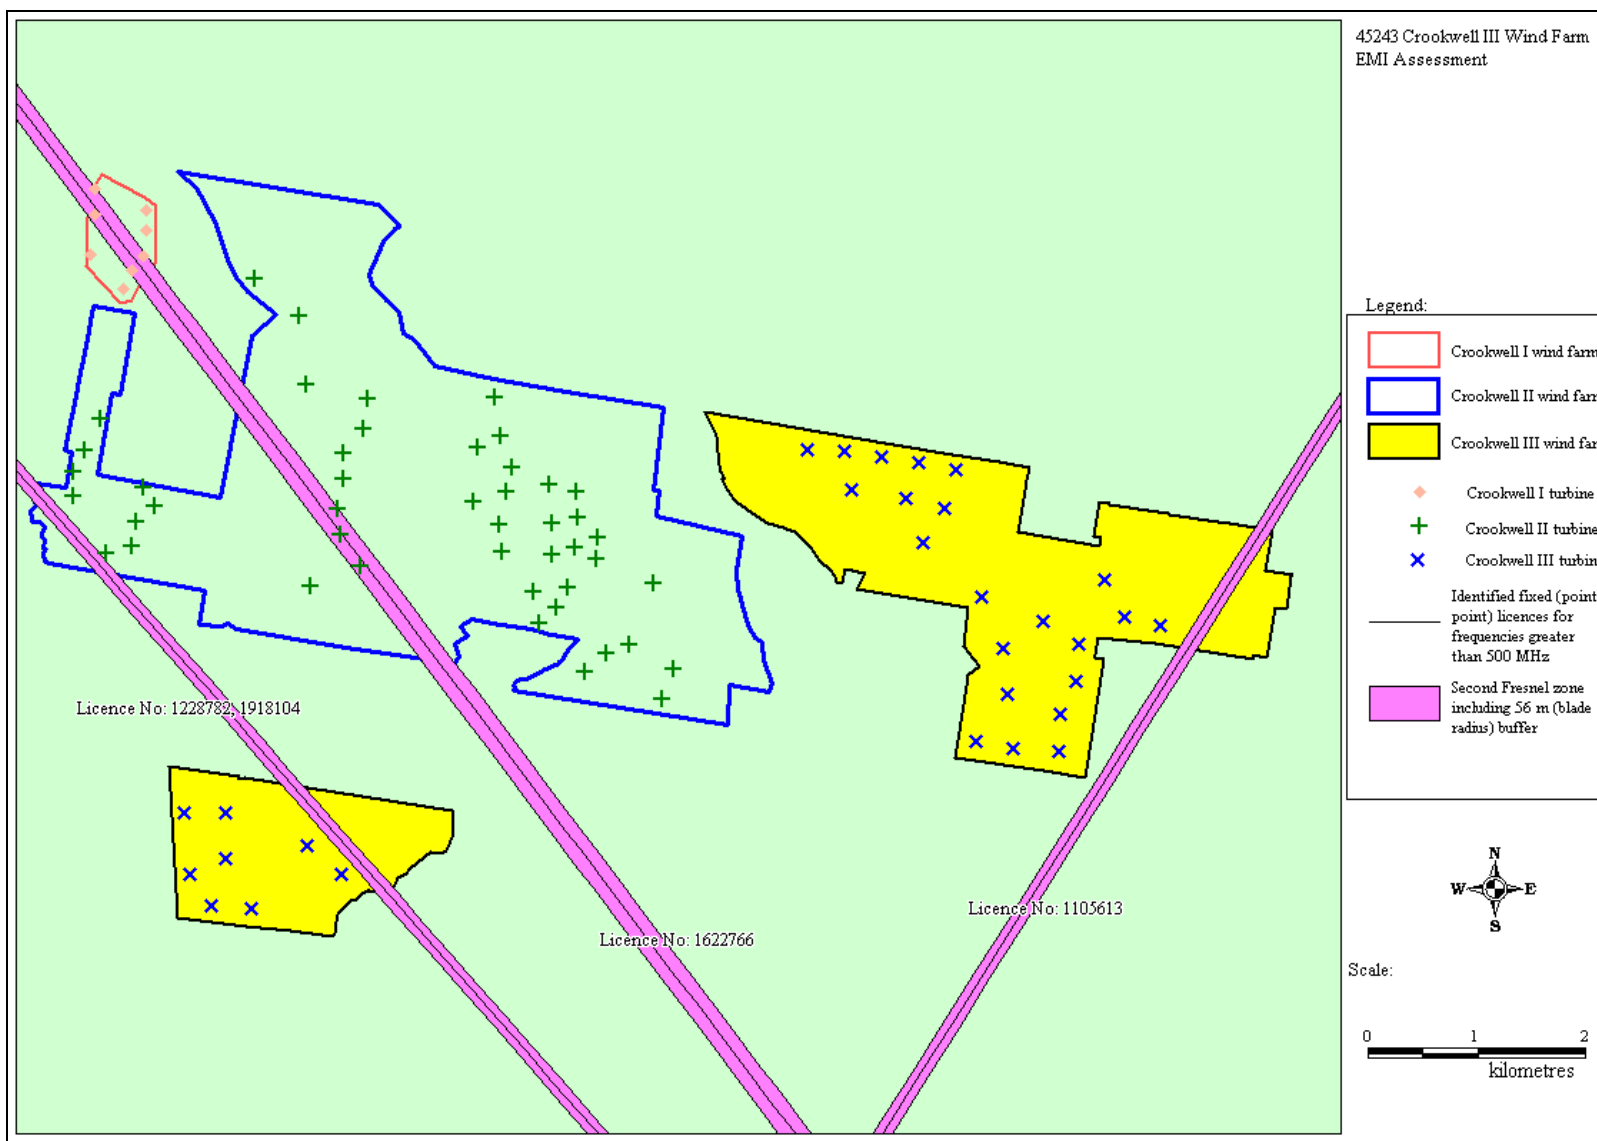 45243 Crookwell III Wind Farm
EMI Assessment
Legend:
Crookwell I wind farm
Crookwell II wind farm
Crookwell III wind far
Crookwell I turbine
Crookwell II turbine
Crookwell III turbin
Identified fixed (point
point) licences for
frequencies greater
than 500 MHz
Second Fresnel zone
including 56 m (blade
radius) buffer
Licence No: 1228782, 1918104
Licence No: 1622766
Licence No: 1105613
N
W E
S
Scale:
0 1 2
kilometres